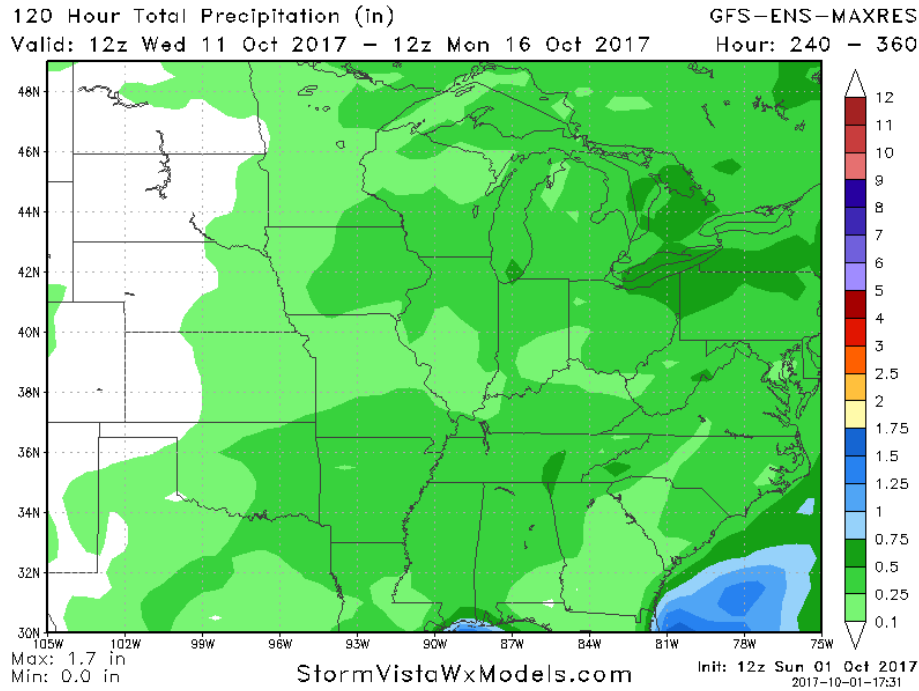 120 Hour Total Precipitation (in)
GFS-ENS-MAXRES
Valid: 12z Wed 11 Oct 2017 - 12z Mon 16 Oct 2017
Hour: 240 - 360
48N
46N
44N
42N
40N
38N
36N
34N
32N
30N
105W
102W
99W
96W
93W
90W
87W
84W
81W
78W
75W
12
11
10
9
8
7
6
5
4
3
2.5
2
1.75
1.5
1.25
1
0.75
0.5
0.25
0.1
Max: 1.7 in
Min: 0.0 in
StormVistaWxModels.com
Init: 12z Sun 01 Oct 2017
2017-10-01-17:31